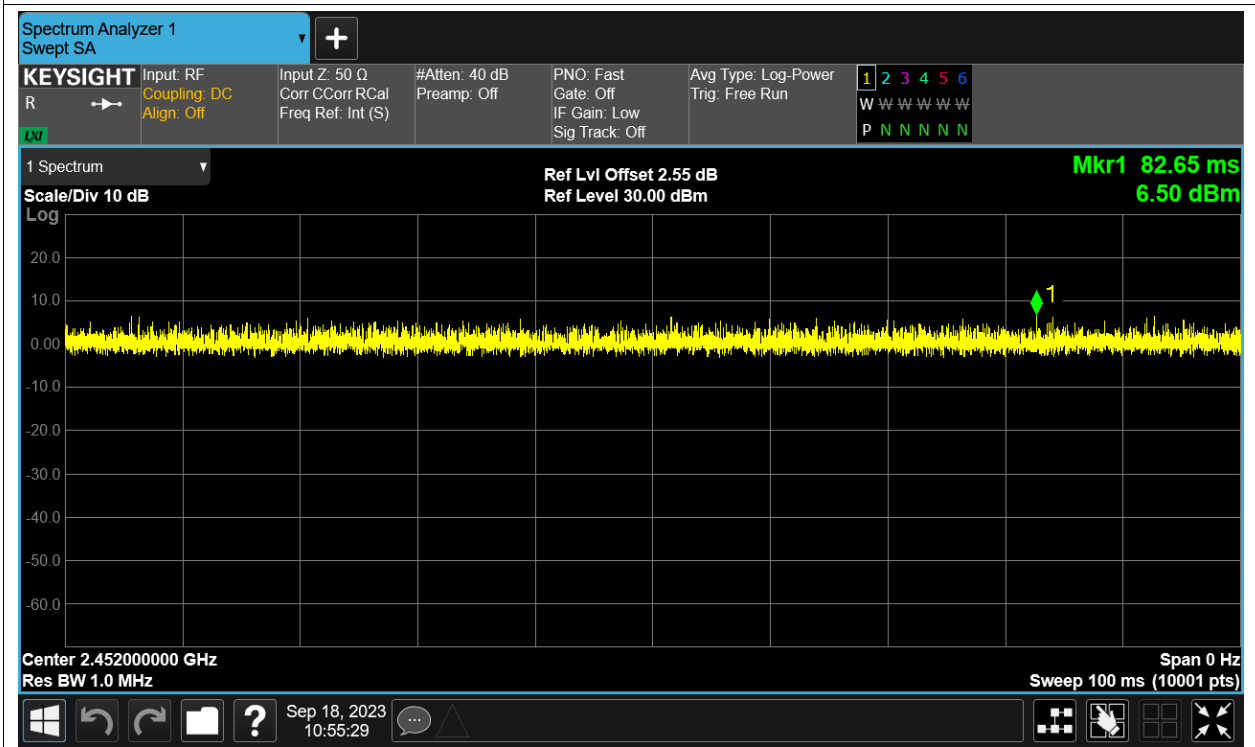 Spectrum Analyzer 1
Swept SA
KEYSIGHT
R
LXI
Input: RF
Coupling: DC
Align: Off
Input Z: 50 Ω
Corr CCorr RCal
Freq Ref: Int (S)
#Atten: 40 dB
Preamp: Off
PNO: Fast
Gate: Off
IF Gain: Low
Sig Track: Off
Avg Type: Log-Power
Trig: Free Run
1 2 3 4 5 6
W W W W W W
P N N N N N
1 Spectrum
Scale/Div 10 dB
Ref Lvl Offset 2.55 dB
Ref Level 30.00 dBm
Mkr1 82.65 ms
6.50 dBm
Log
20.0
10.0
1
0.00
-10.0
-20.0
-30.0
-40.0
-50.0
-60.0
Center 2.452000000 GHz
Res BW 1.0 MHz
Span 0 Hz
Sweep 100 ms (10001 pts)
?
Sep 18, 2023
10:55:29